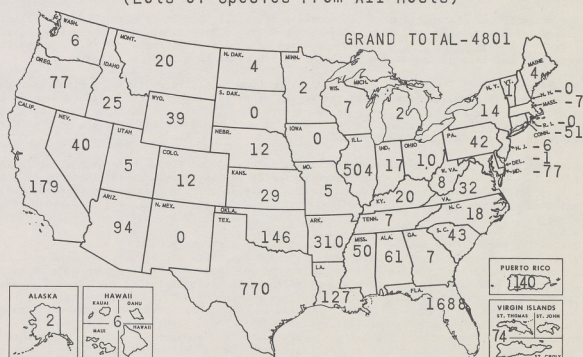 (Lots of Species from All Hosts)
GRAND TOTAL-4801
WASH.
6
MONT.
20
N. DAK.
4
MINN.
2
MAINE
4
OREG.
77
IDAHO
25
WYO.
39
S. DAK.
0
WIS.
7
MICH.
2
N. Y.
14
VT.
1
N. H.- 0
MASS. -7
R. I.- 0
CONN.-51
CALIF.
179
NEV.
40
UTAH
5
COLO.
12
NEBR.
12
IOWA
0
ILL.
504
IND.
17
OHIO
10
PA.
42
N. J. - 6
DEL. -1
MD. -77
KANS.
29
MO.
5
KY.
20
W. VA.
8
VA.
32
ARIZ.
94
N. MEX.
0
OKLA.
146
ARK.
310
TENN.
7
N. C.
18
S. C.
43
TEX.
770
LA.
127
MISS.
50
ALA.
61
GA.
7
FLA.
1688
ALASKA
2
HAWAII
KAUAI
OAHU
6
MAUI
HAWAII
PUERTO RICO
140
VIRGIN ISLANDS
ST. THOMAS
ST. JOHN
74
ST. CROIX